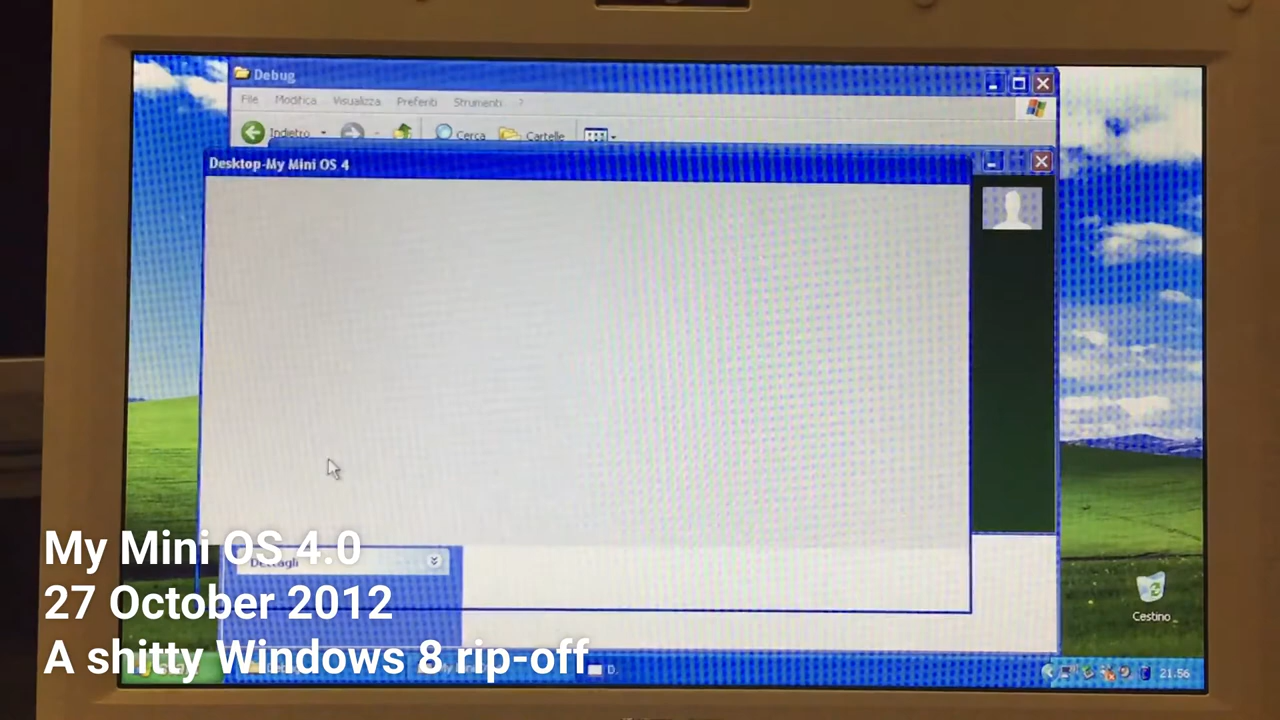 Debug
File Modifica Visualizza Preferiti Strumenti ?
Indietro Cerca Cartelle
Desktop-My Mini OS 4
My Mini OS 4.0
Dettagli
27 October 2012
Cestino
A shitty Windows 8 rip-off
21.56